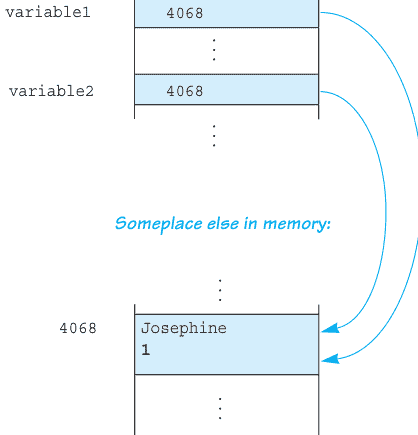 variable1 4068
variable2 4068
Someplace else in memory:
4068 Josephine
1